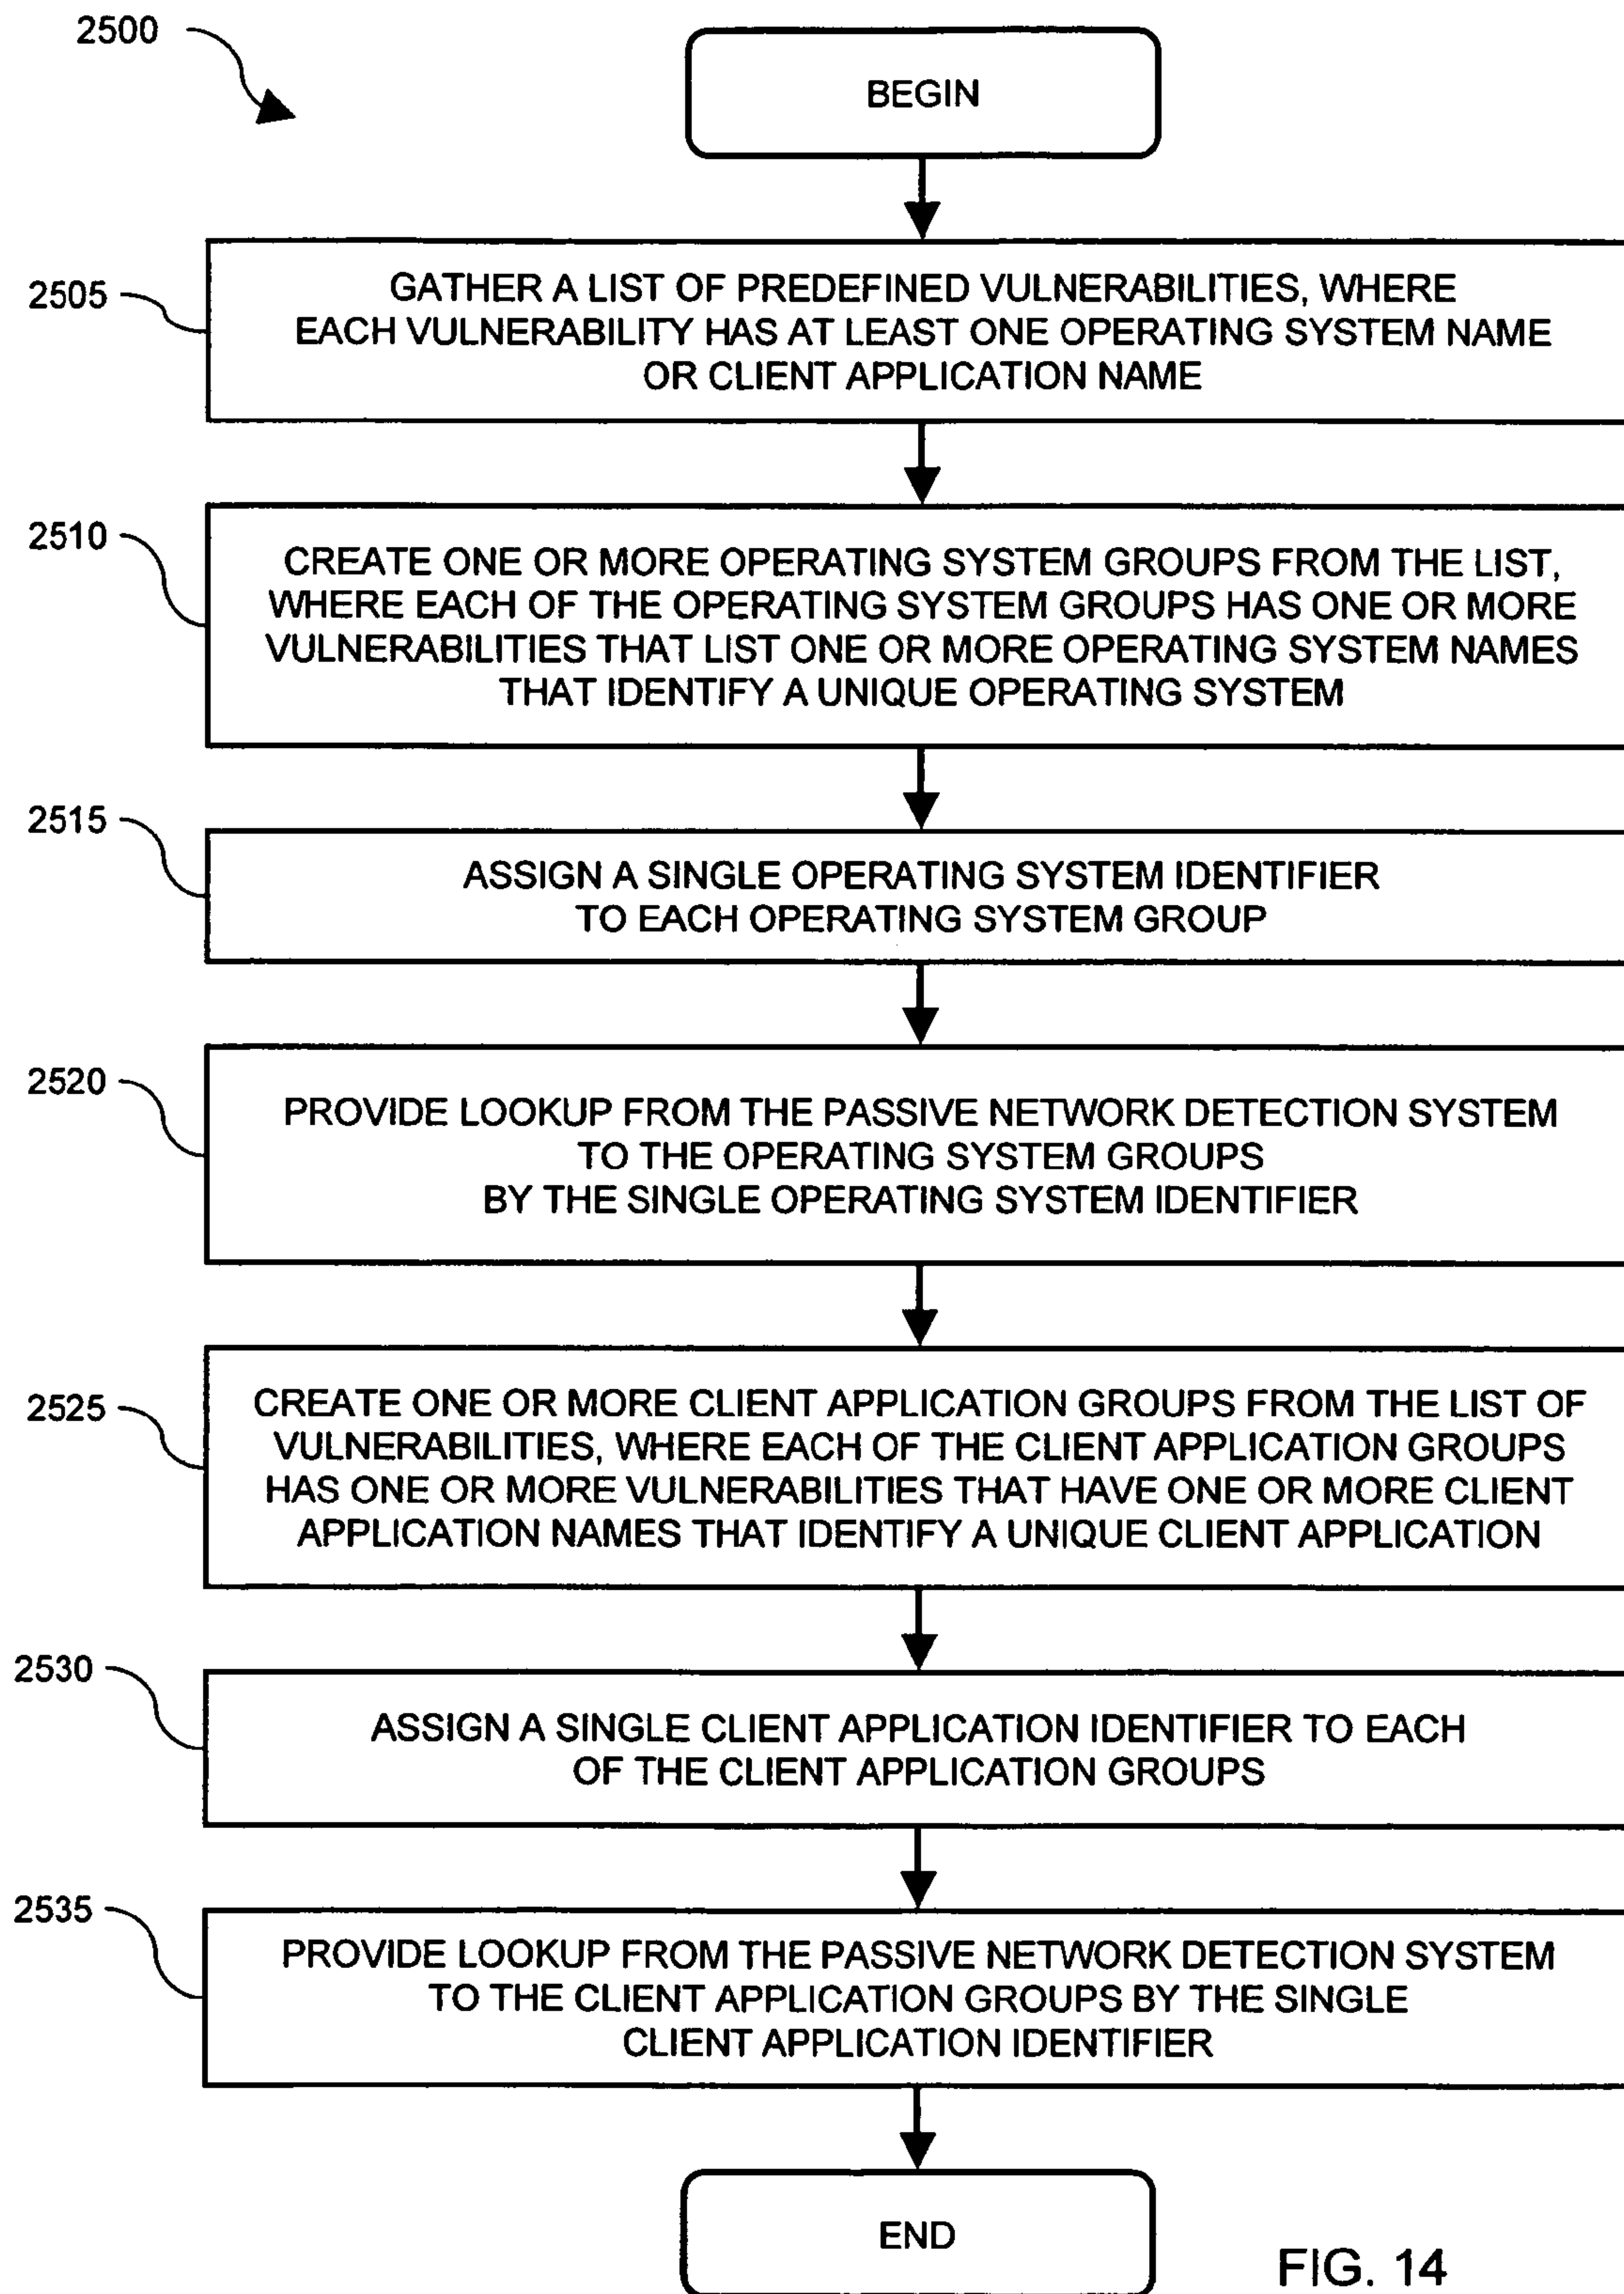 2500
BEGIN
2505
GATHER A LIST OF PREDEFINED VULNERABILITIES, WHERE
EACH VULNERABILITY HAS AT LEAST ONE OPERATING SYSTEM NAME
OR CLIENT APPLICATION NAME
2510
CREATE ONE OR MORE OPERATING SYSTEM GROUPS FROM THE LIST,
WHERE EACH OF THE OPERATING SYSTEM GROUPS HAS ONE OR MORE
VULNERABILITIES THAT LIST ONE OR MORE OPERATING SYSTEM NAMES
THAT IDENTIFY A UNIQUE OPERATING SYSTEM
2515
ASSIGN A SINGLE OPERATING SYSTEM IDENTIFIER
TO EACH OPERATING SYSTEM GROUP
2520
PROVIDE LOOKUP FROM THE PASSIVE NETWORK DETECTION SYSTEM
TO THE OPERATING SYSTEM GROUPS
BY THE SINGLE OPERATING SYSTEM IDENTIFIER
2525
CREATE ONE OR MORE CLIENT APPLICATION GROUPS FROM THE LIST OF
VULNERABILITIES, WHERE EACH OF THE CLIENT APPLICATION GROUPS
HAS ONE OR MORE VULNERABILITIES THAT HAVE ONE OR MORE CLIENT
APPLICATION NAMES THAT IDENTIFY A UNIQUE CLIENT APPLICATION
2530
ASSIGN A SINGLE CLIENT APPLICATION IDENTIFIER TO EACH
OF THE CLIENT APPLICATION GROUPS
2535
PROVIDE LOOKUP FROM THE PASSIVE NETWORK DETECTION SYSTEM
TO THE CLIENT APPLICATION GROUPS BY THE SINGLE
CLIENT APPLICATION IDENTIFIER
END
FIG. 14